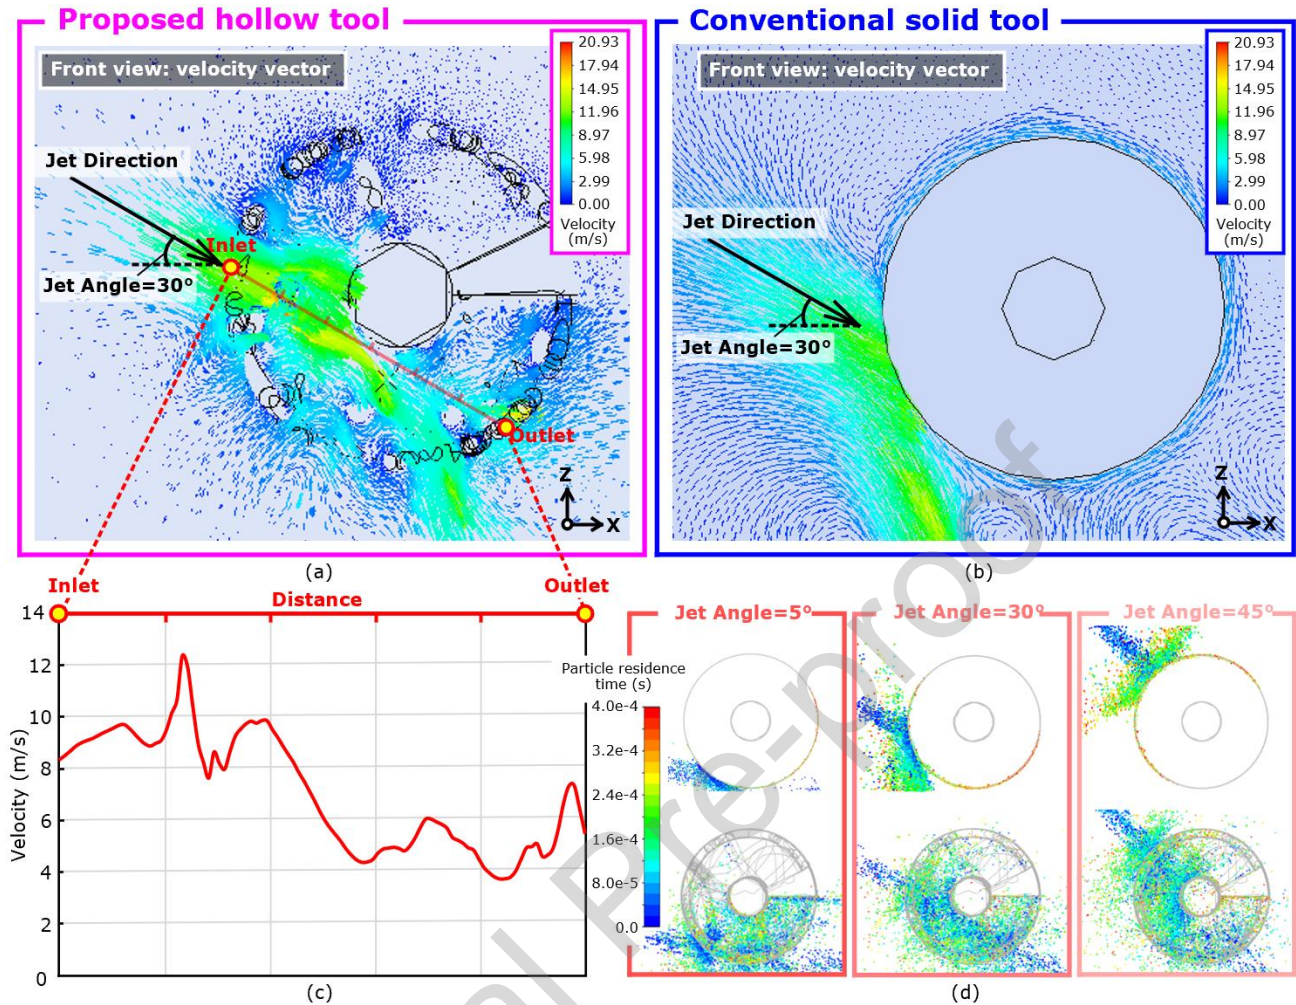 Proposed hollow tool
Front view: velocity vector
20.93
17.94
14.95
11.96
8.97
5.98
2.99
0.00
Velocity
(m/s)
Jet Direction
Inlet
Jet Angle=30°
Outlet
Z
X
(a)
Conventional solid tool
Front view: velocity vector
20.93
17.94
14.95
11.96
8.97
5.98
2.99
0.00
Velocity
(m/s)
Jet Direction
Jet Angle=30°
Z
X
(b)
Inlet
Distance
Outlet
14
12
10
8
6
4
2
0
Velocity (m/s)
(c)
Jet Angle=5°
Jet Angle=30°
Jet Angle=45°
Particle residence
time (s)
4.0e-4
3.2e-4
2.4e-4
1.6e-4
8.0e-5
0.0
(d)
al Pre-proof